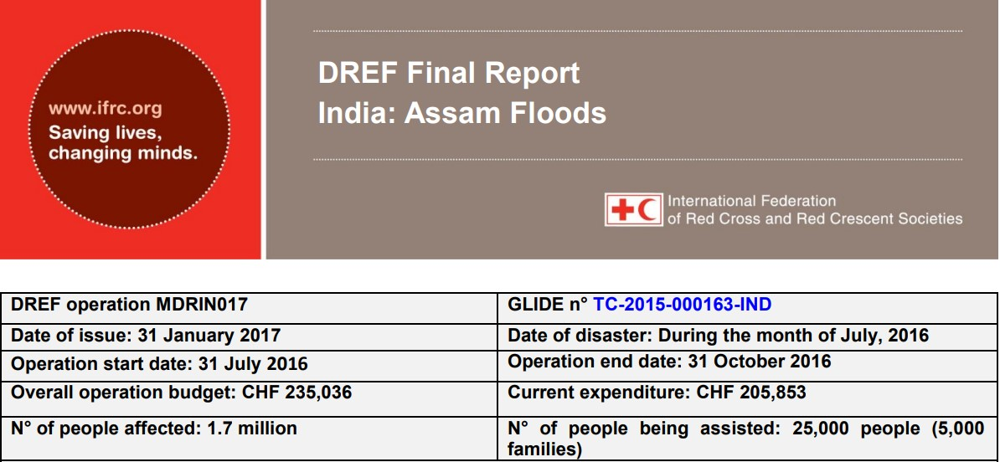 www.ifrc.org
Saving lives,
changing minds.
DREF Final Report
India: Assam Floods
International Federation
of Red Cross and Red Crescent Societies
DREF operation MDRIN017
GLIDE n° TC-2015-000163-IND
Date of issue: 31 January 2017
Date of disaster: During the month of July, 2016
Operation start date: 31 July 2016
Operation end date: 31 October 2016
Overall operation budget: CHF 235,036
Current expenditure: CHF 205,853
N° of people affected: 1.7 million
N° of people being assisted: 25,000 people (5,000
families)